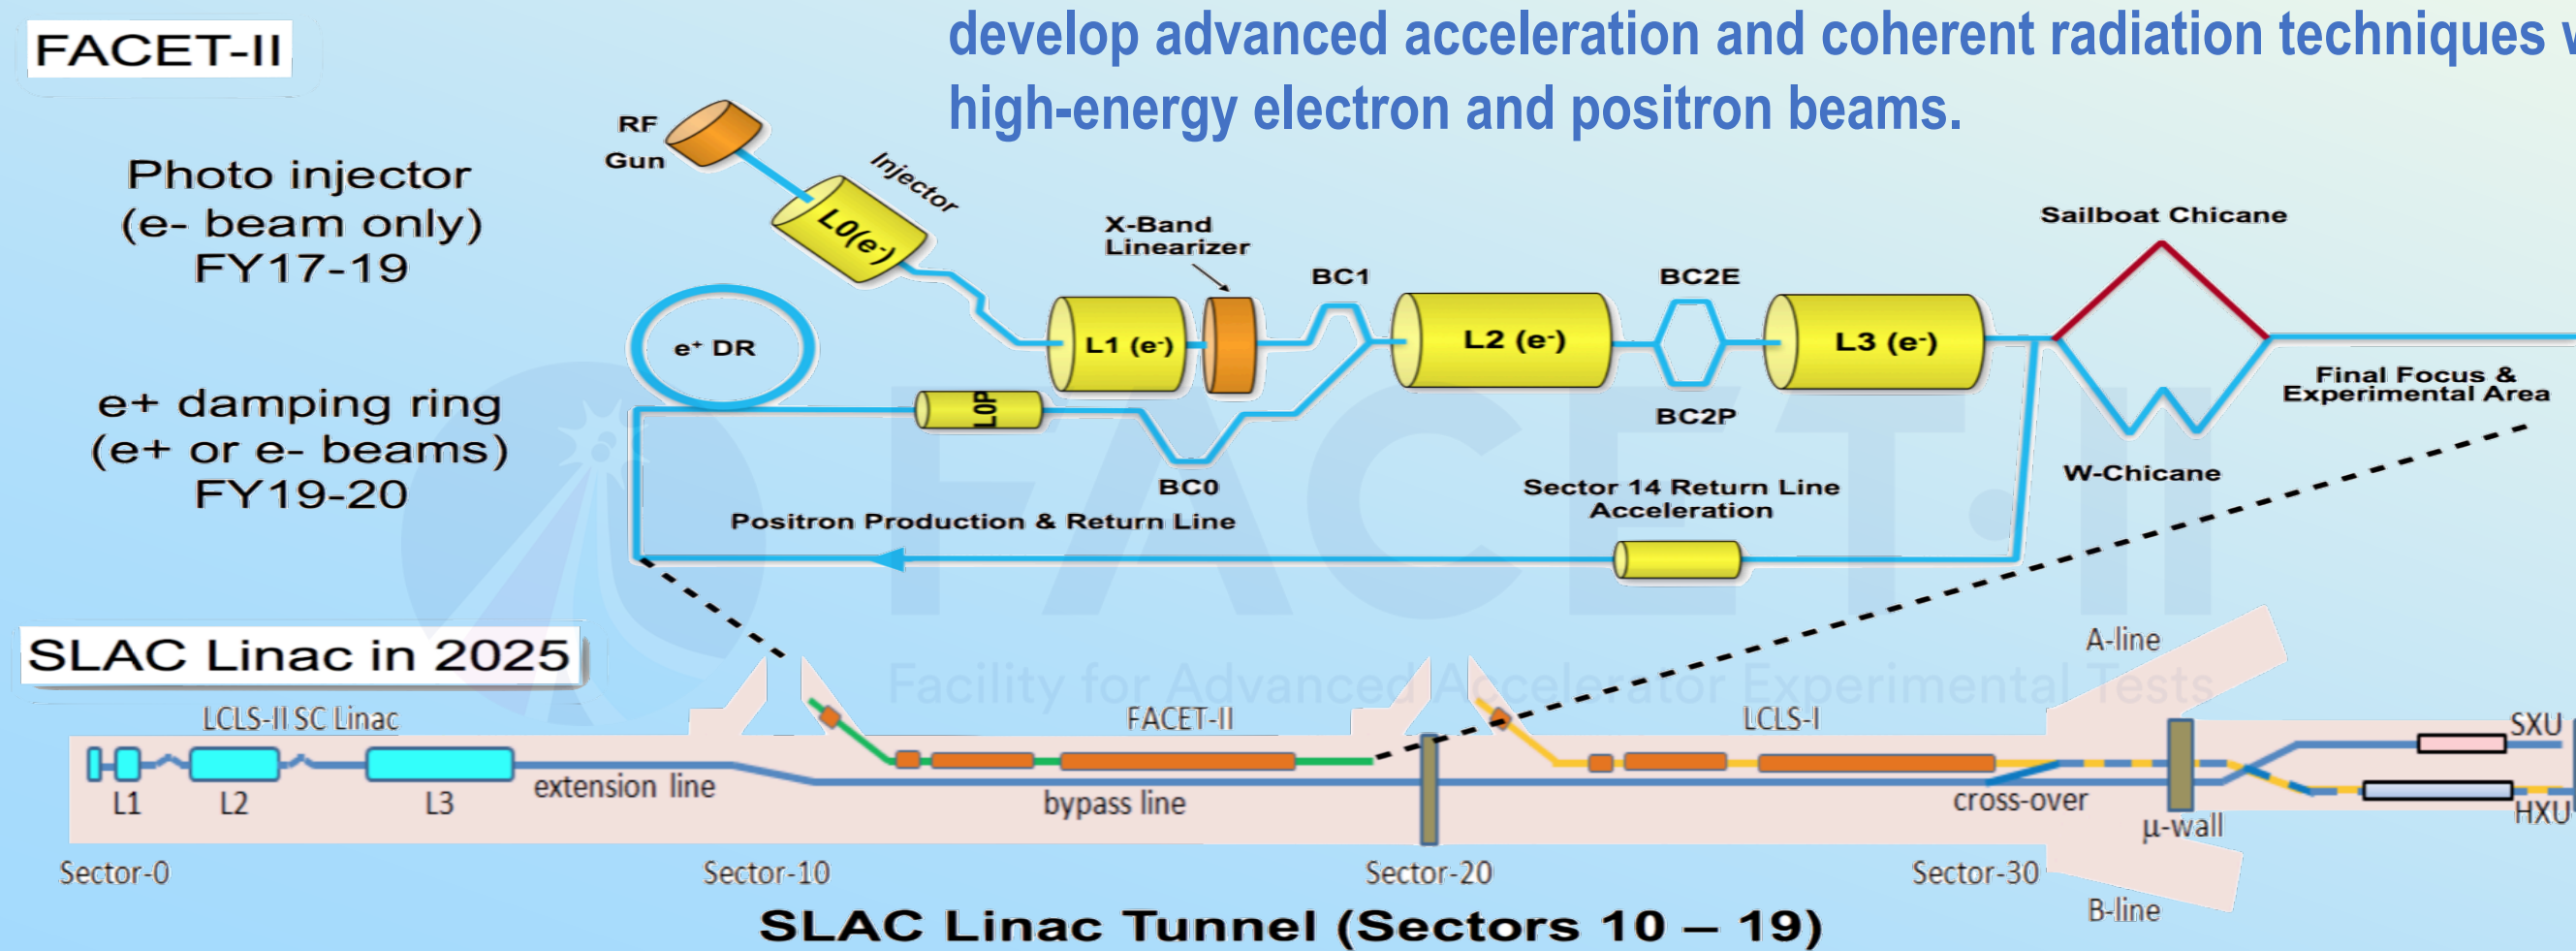 FACET-II
develop advanced acceleration and coherent radiation techniques
high-energy electron and positron beams.
Photo injector
(e- beam only)
FY17-19
e+ damping ring
(e+ or e- beams)
FY19-20
RF
Gun
Injector
L0(e-)
X-Band
Linearizer
e+ DR
L1 (e-)
BC1
L2 (e-)
BC2E
BC2P
L3 (e-)
Sailboat Chicane
W-Chicane
Final Focus &
Experimental Area
L0P
BC0
Positron Production & Return Line
Sector 14 Return Line
Acceleration
FACET-II
Facility for Advanced Accelerator Experimental Tests
SLAC Linac in 2025
LCLS-II SC Linac
L1
L2
L3
extension line
FACET-II
bypass line
LCLS-I
cross-over
A-line
μ-wall
SXU
HXU
B-line
Sector-0
Sector-10
Sector-20
Sector-30
SLAC Linac Tunnel (Sectors 10 – 19)